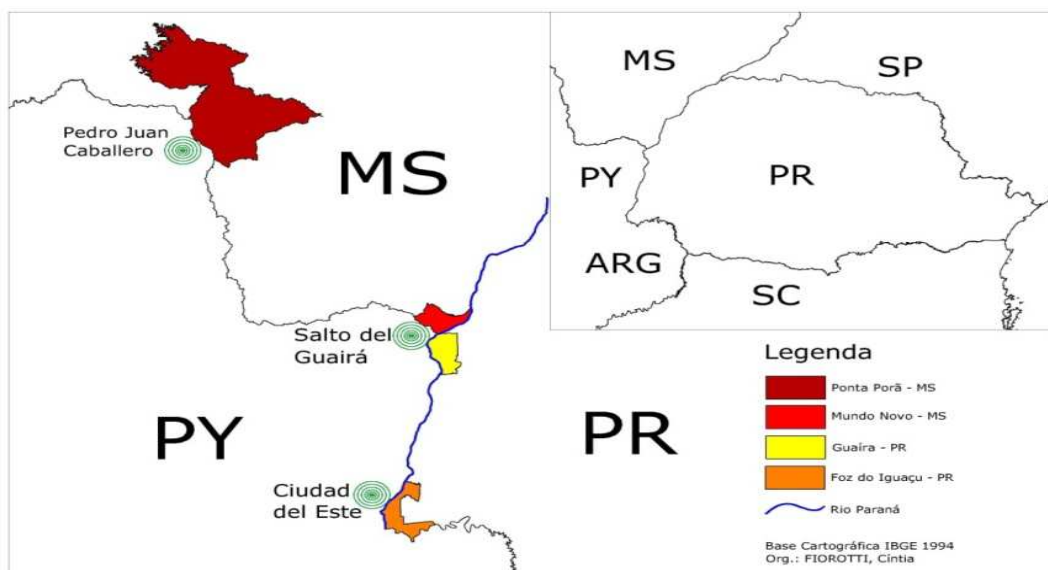 Pedro Juan
Caballero
MS
Salto del
Guairá
PY
PR
Ciudad
del Este
MS
SP
PY
PR
ARG
SC
Legenda
Ponta Porã - MS
Mundo Novo - MS
Guaíra - PR
Foz do Iguaçu - PR
Rio Paraná
Base Cartográfica IBGE 1994
Org.: FIOROTTI, Cíntia